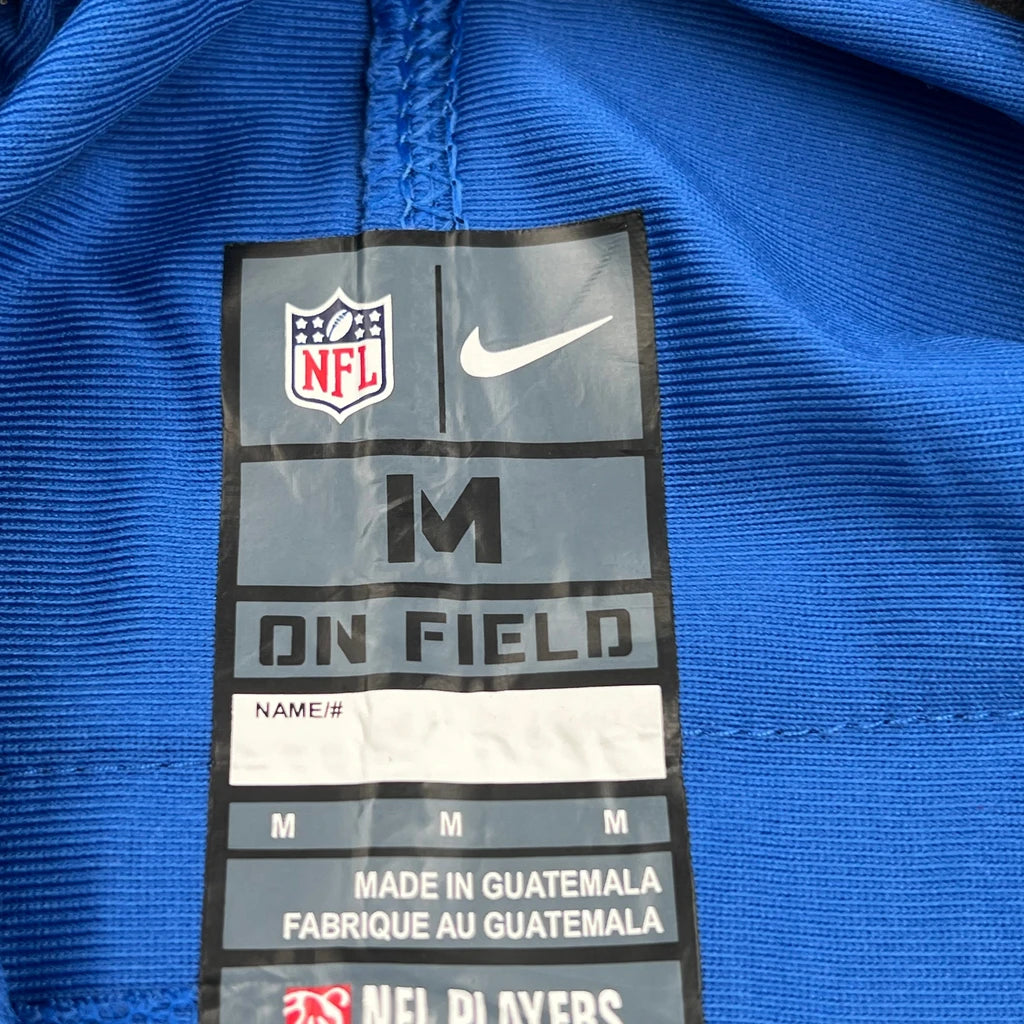 NFL
M
ON FIELD
NAME/#
M M M
MADE IN GUATEMALA
FABRIQUE AU GUATEMALA
NFL PLAYERS